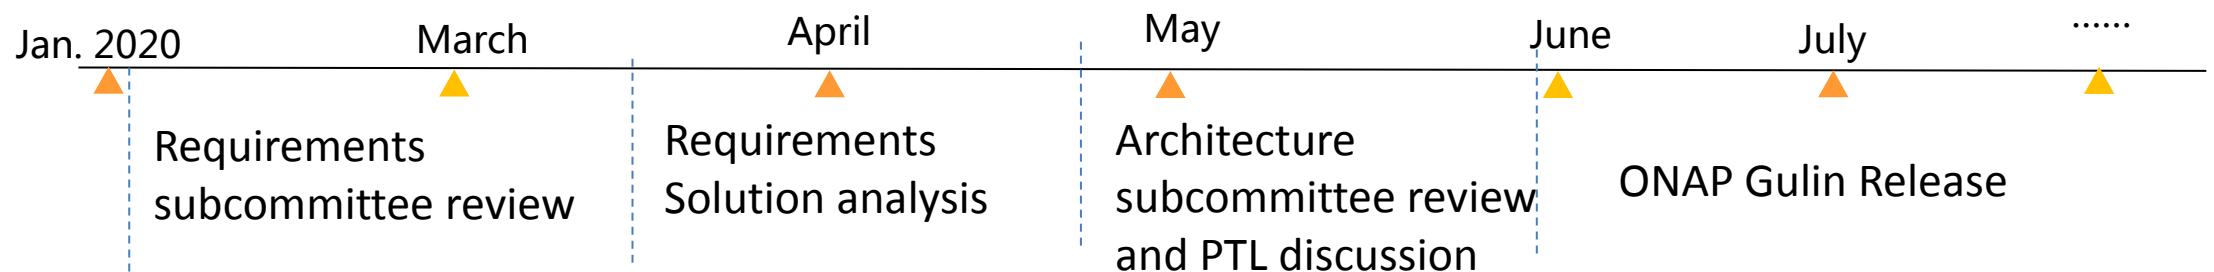 Jan. 2020
March
April
May
June
July
......
Requirements
subcommittee review
Requirements
Solution analysis
Architecture
subcommittee review
and PTL discussion
ONAP Gulin Release